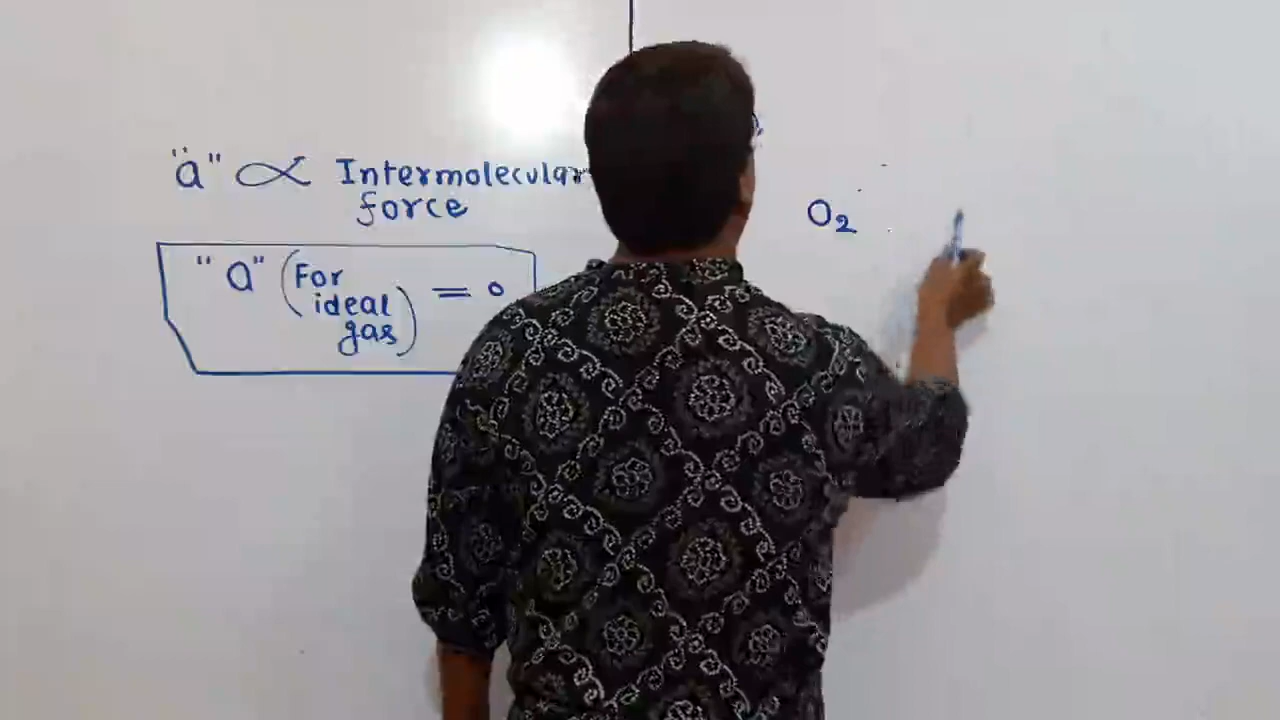 "a" ∝ Intermolecular
force
"a" (For
ideal
gas) = 0
O2